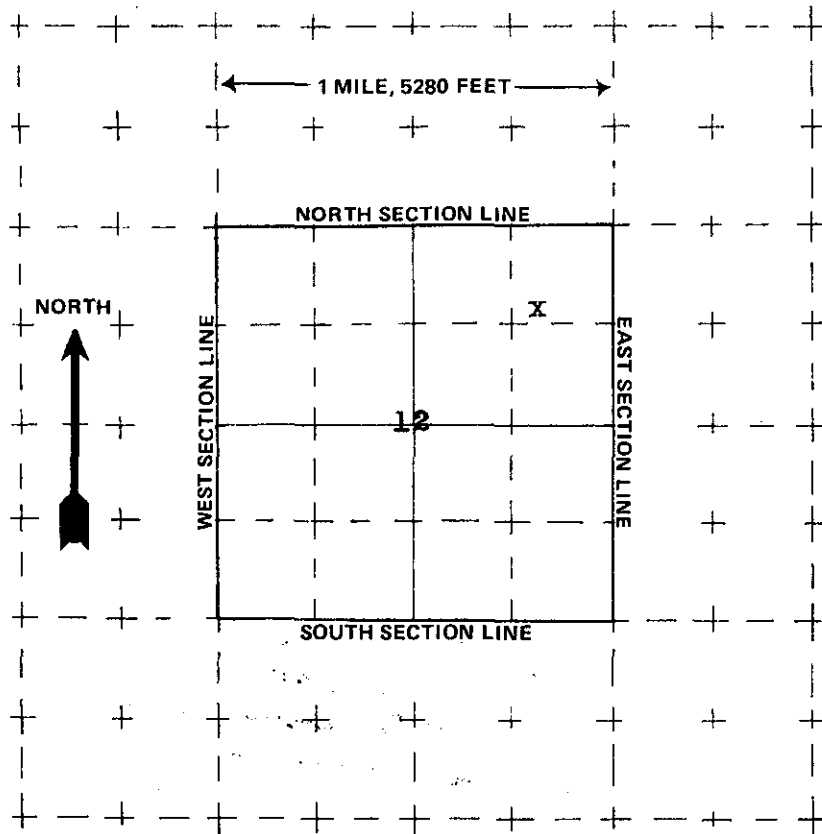 1 MILE, 5280 FEET
NORTH SECTION LINE
NORTH
X
WEST SECTION LINE
EAST SECTION LINE
12
SOUTH SECTION LINE